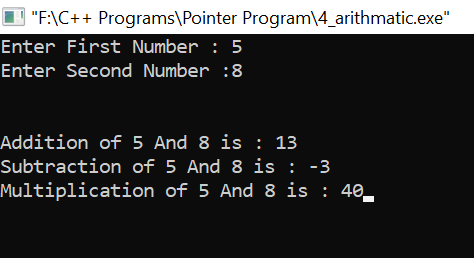 "F:\C++ Programs\Pointer Program\4_arithmatic.exe"
Enter First Number : 5
Enter Second Number :8
Addition of 5 And 8 is : 13
Subtraction of 5 And 8 is : -3
Multiplication of 5 And 8 is : 40